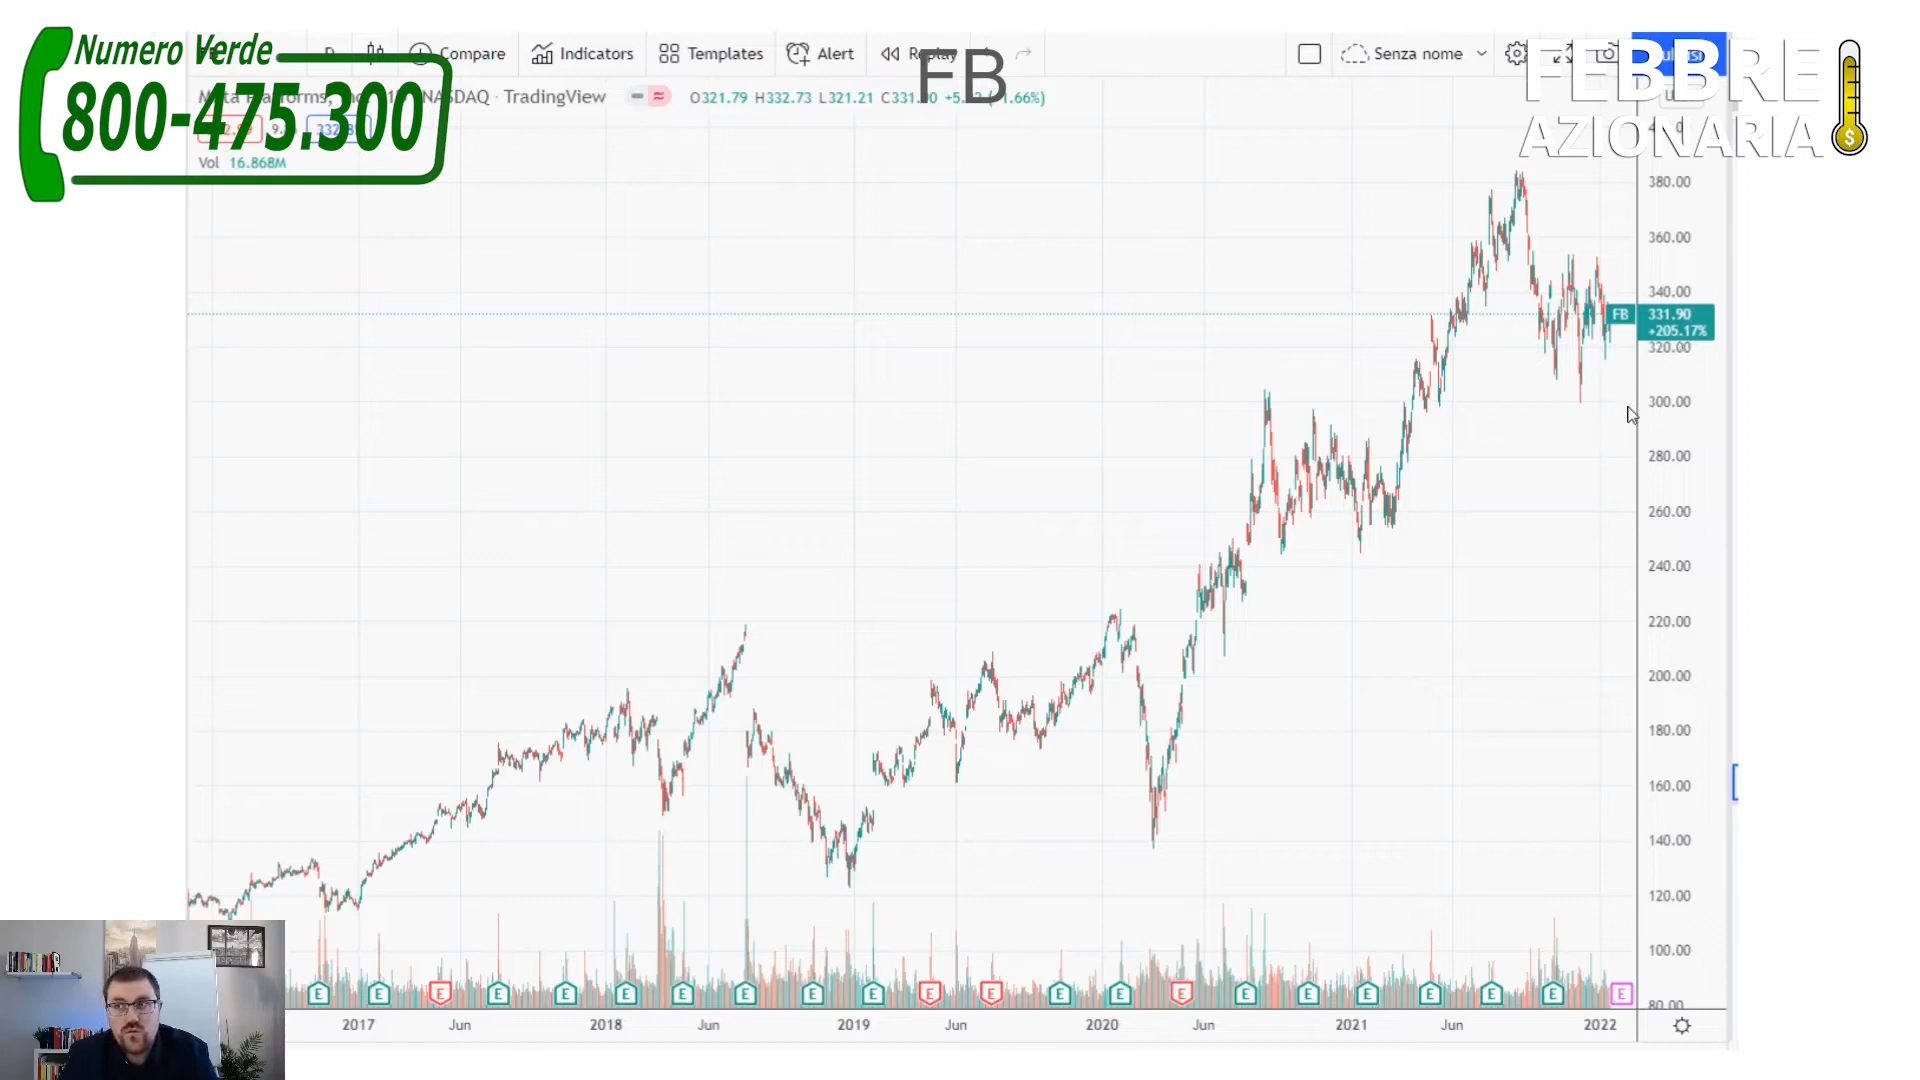 Numero Verde
800-475.300
Compare
Indicators
Templates
Alert
Replay
FB
Senza nome
FEBBRE
AZIONARIA
NASDAQ · TradingView
O321.79 H332.73 L321.21
Vol 16.868M
380.00
360.00
340.00
FB 331.90
+205.17%
320.00
300.00
280.00
260.00
240.00
220.00
200.00
180.00
160.00
140.00
120.00
100.00
80.00
E E E E E E E E E E E E E E E E E E E E E E
2017 Jun 2018 Jun 2019 Jun 2020 Jun 2021 Jun 2022